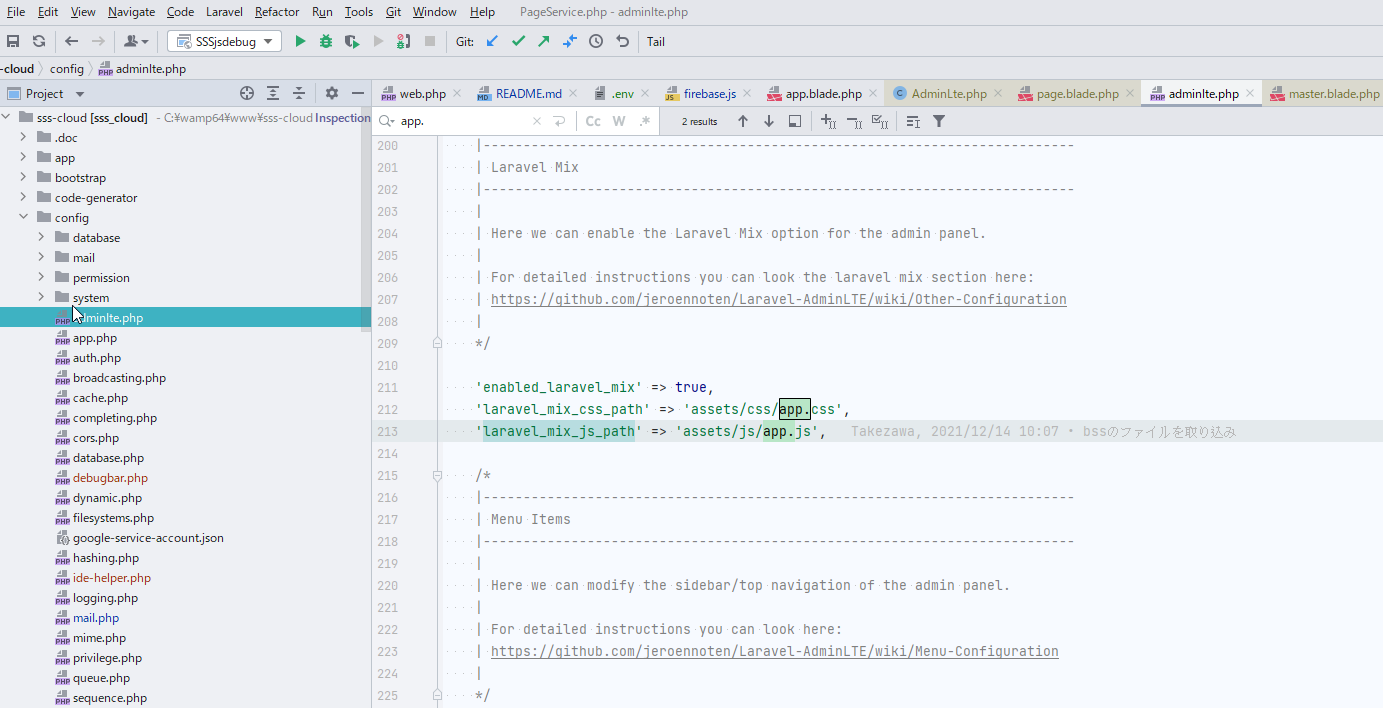 File Edit View Navigate Code Laravel Refactor Run Tools Git Window Help PageService.php - adminlte.php
SSSjsdebug Git: Tail
-cloud config adminlte.php
Project
web.php README.md .env firebase.js app.blade.php AdminLte.php page.blade.php adminlte.php master.blade.php
app. Cc W .* 2 results
sss-cloud [sss_cloud] - C:¥wamp64¥www¥sss-cloud Inspection
.doc
app
bootstrap
code-generator
config
database
mail
permission
system
adminlte.php
app.php
auth.php
broadcasting.php
cache.php
completing.php
cors.php
database.php
debugbar.php
dynamic.php
filesystems.php
google-service-account.json
hashing.php
ide-helper.php
logging.php
mail.php
mime.php
privilege.php
queue.php
sequence.php
200 |--------------------------------------------------------------------------
201 | Laravel Mix
202 |--------------------------------------------------------------------------
203 |
204 | Here we can enable the Laravel Mix option for the admin panel.
205 |
206 | For detailed instructions you can look the laravel mix section here:
207 | https://github.com/jeroennoten/Laravel-AdminLTE/wiki/Other-Configuration
208 |
209 */
210
211 'enabled_laravel_mix' => true,
212 'laravel_mix_css_path' => 'assets/css/app.css',
213 'laravel_mix_js_path' => 'assets/js/app.js', Takezawa, 2021/12/14 10:07 • bssのファイルを取り込み
214
215 /*
216 |--------------------------------------------------------------------------
217 | Menu Items
218 |--------------------------------------------------------------------------
219 |
220 | Here we can modify the sidebar/top navigation of the admin panel.
221 |
222 | For detailed instructions you can look here:
223 | https://github.com/jeroennoten/Laravel-AdminLTE/wiki/Menu-Configuration
224 |
225 */